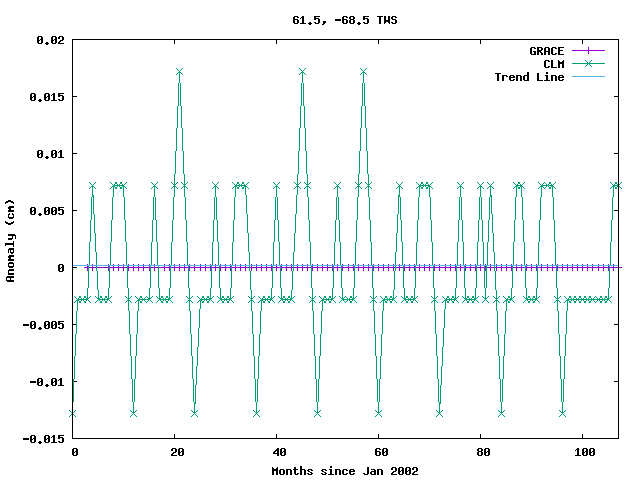 61.5, -68.5 TWS
GRACE
CLM
Trend Line
0.02
0.015
0.01
0.005
0
-0.005
-0.01
-0.015
Anomaly (cm)
0 20 40 60 80 100
Months since Jan 2002